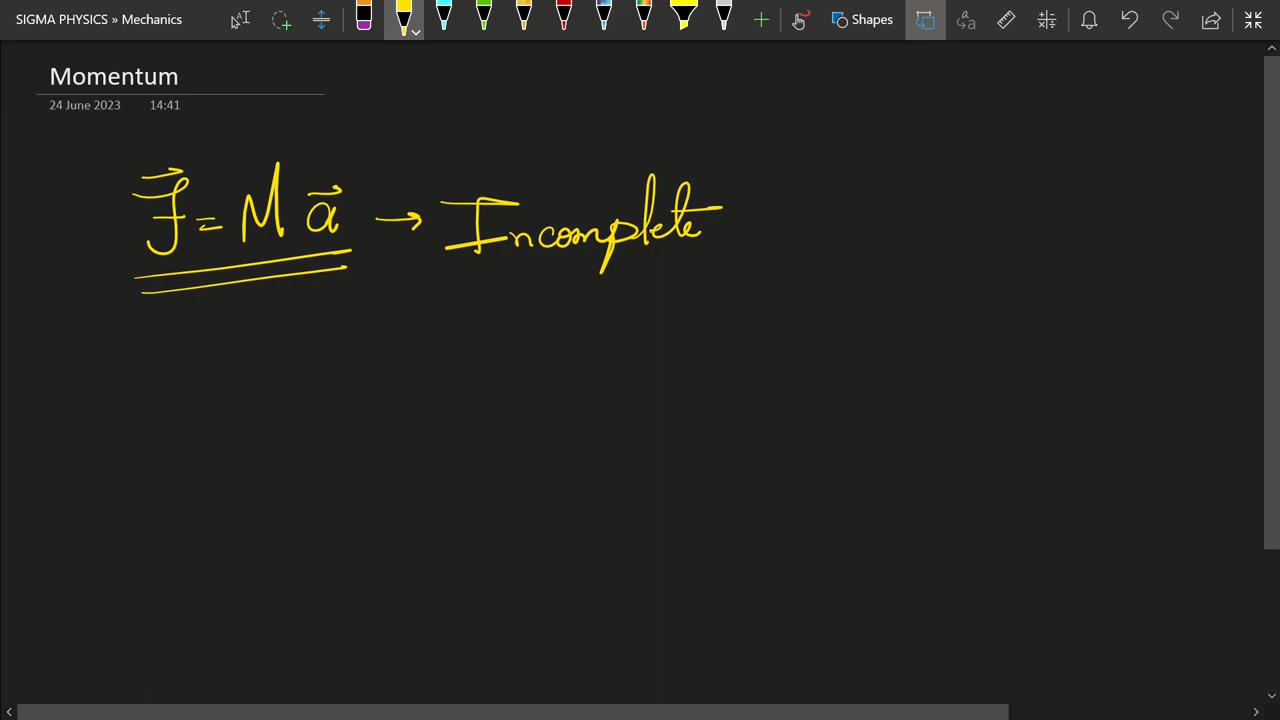 SIGMA PHYSICS » Mechanics
Shapes
Momentum
24 June 2023 14:41
F⃗ = M a⃗ → Incomplete